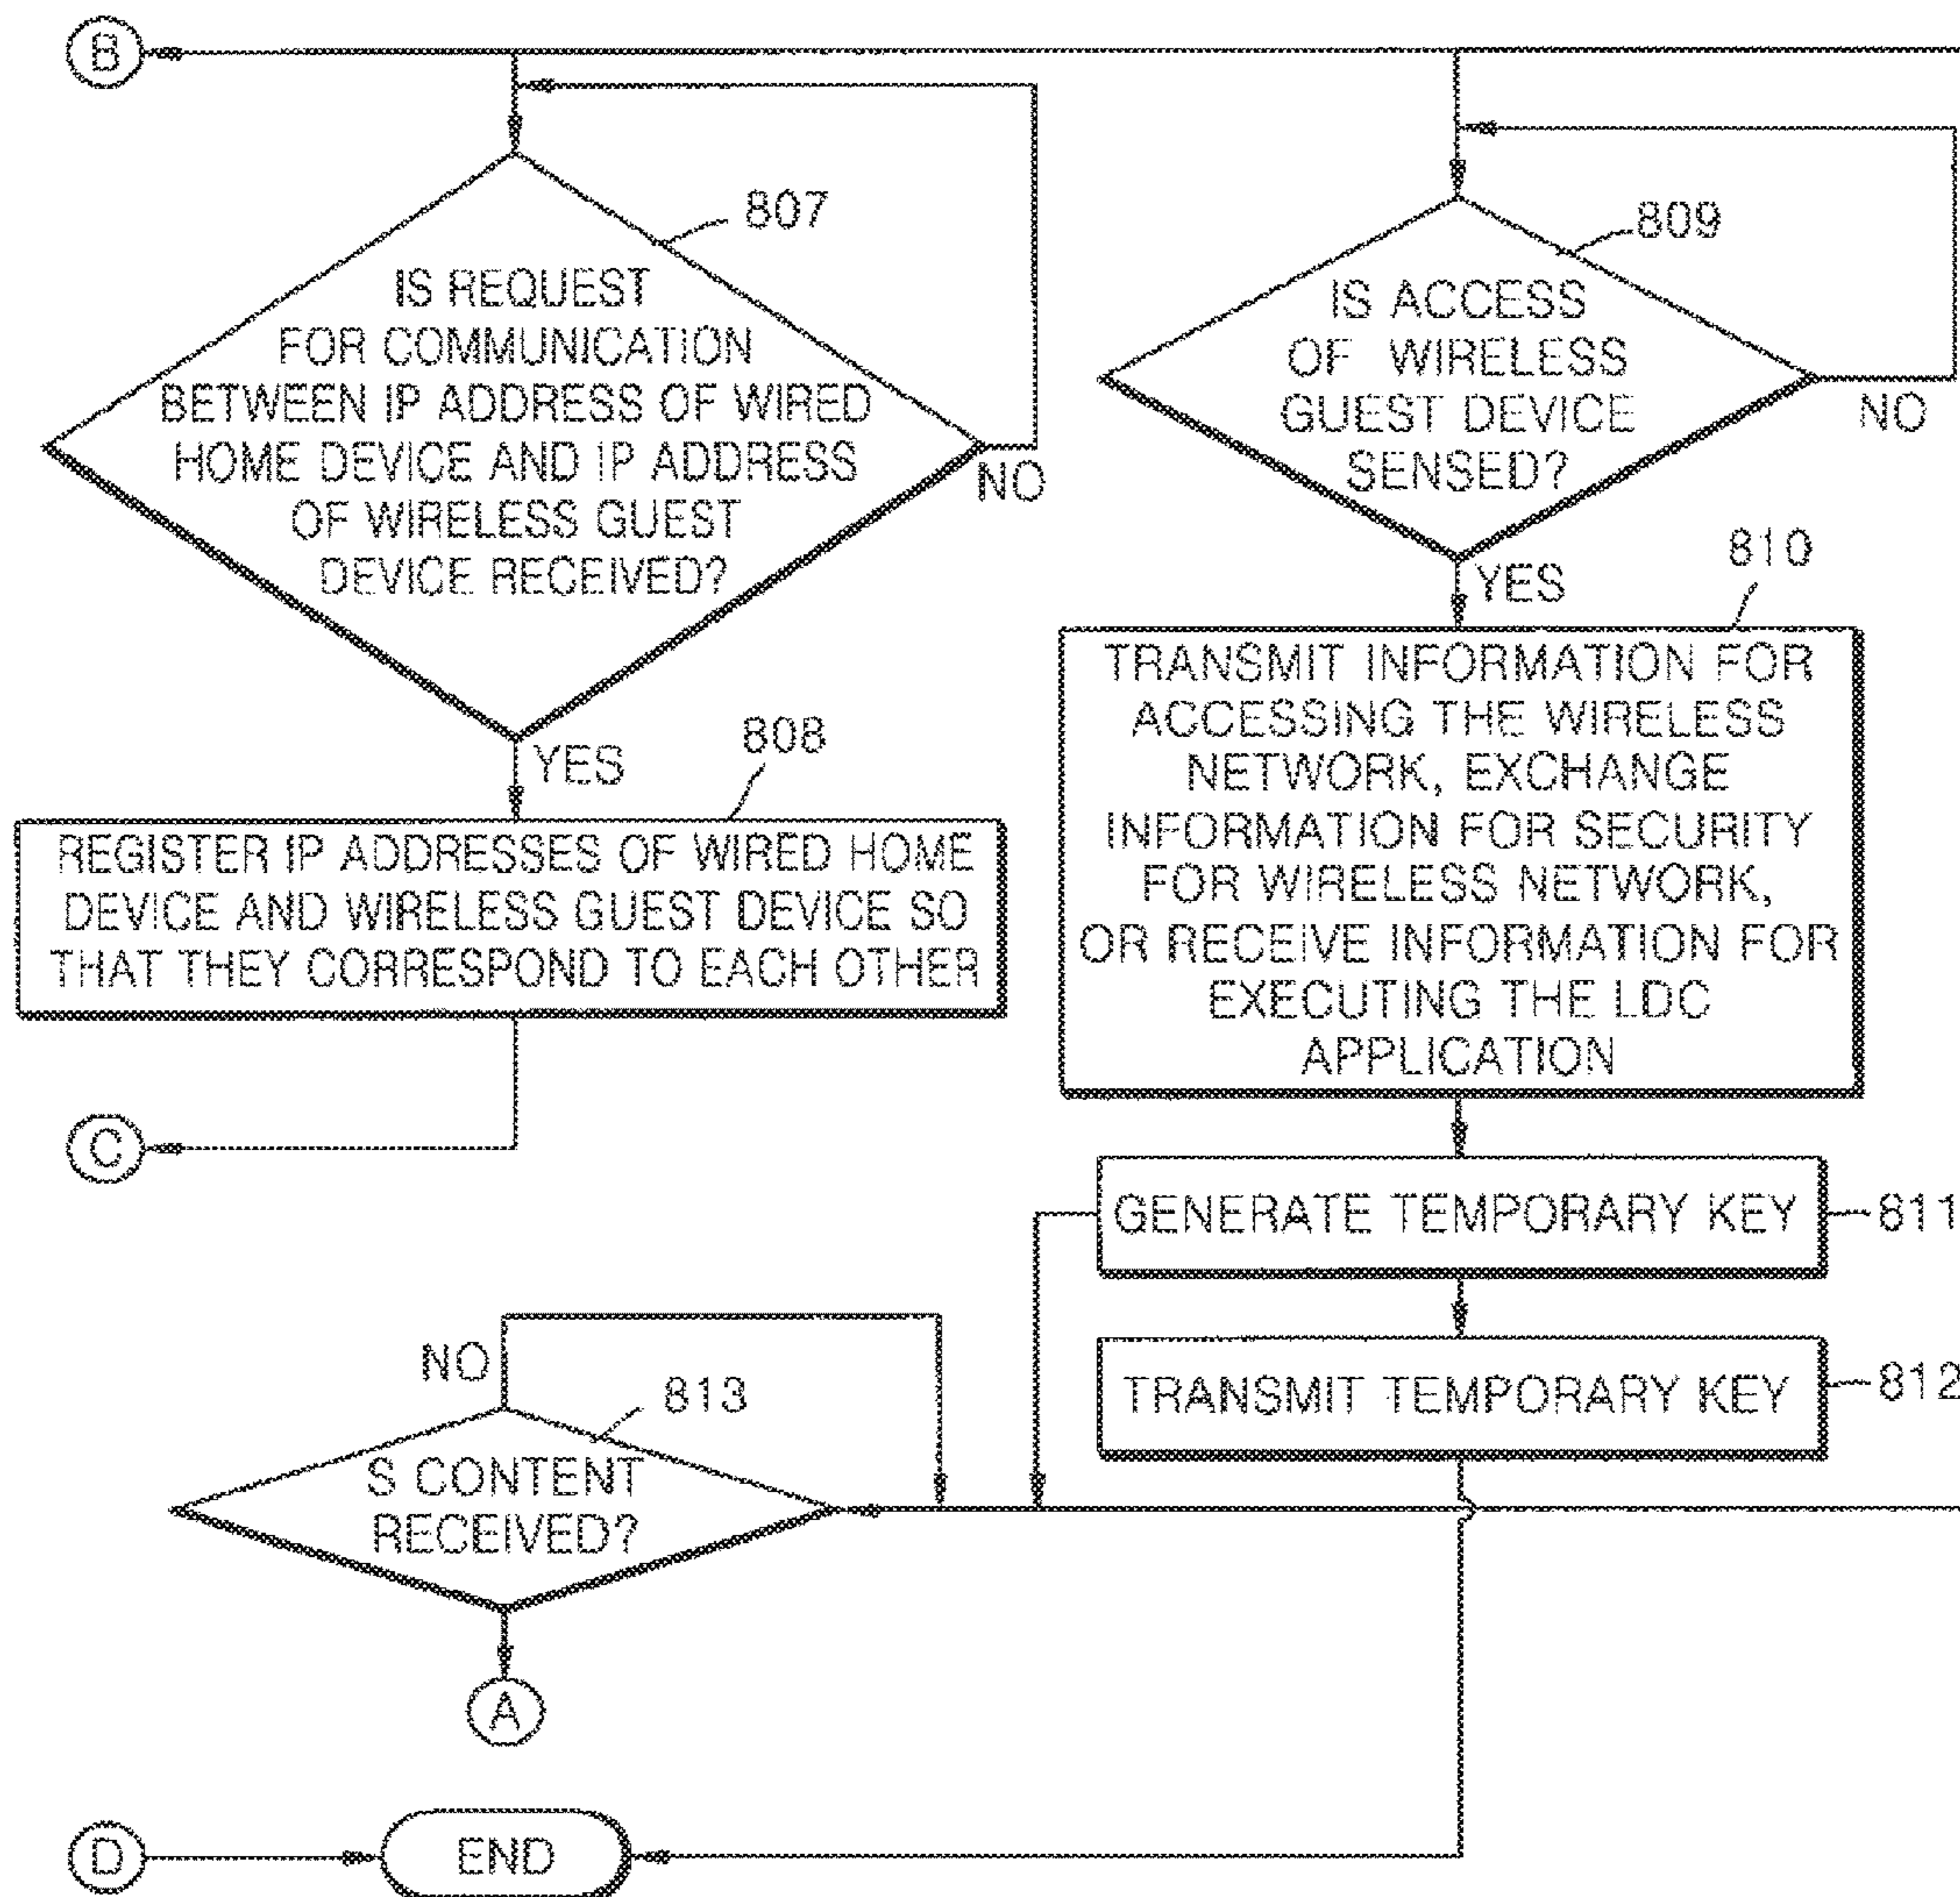 B
807
IS REQUEST
FOR COMMUNICATION
BETWEEN IP ADDRESS OF WIRED
HOME DEVICE AND IP ADDRESS
OF WIRELESS GUEST
DEVICE RECEIVED?
NO
YES
808
REGISTER IP ADDRESSES OF WIRED HOME
DEVICE AND WIRELESS GUEST DEVICE SO
THAT THEY CORRESPOND TO EACH OTHER
C
809
IS ACCESS
OF WIRELESS
GUEST DEVICE
SENSED?
NO
YES
810
TRANSMIT INFORMATION FOR
ACCESSING THE WIRELESS
NETWORK, EXCHANGE
INFORMATION FOR SECURITY
FOR WIRELESS NETWORK,
OR RECEIVE INFORMATION FOR
EXECUTING THE LDC
APPLICATION
GENERATE TEMPORARY KEY
811
TRANSMIT TEMPORARY KEY
812
NO
813
S CONTENT
RECEIVED?
A
D
END